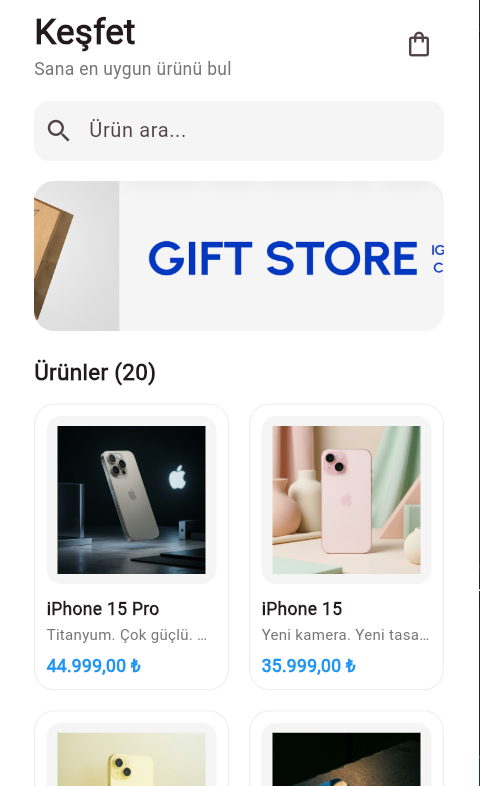 Keşfet
Sana en uygun ürünü bul
Ürün ara...
GIFT STORE
IG
C
Ürünler (20)
iPhone 15 Pro
Titanyum. Çok güçlü. ...
44.999,00 ₺
iPhone 15
Yeni kamera. Yeni tasa...
35.999,00 ₺